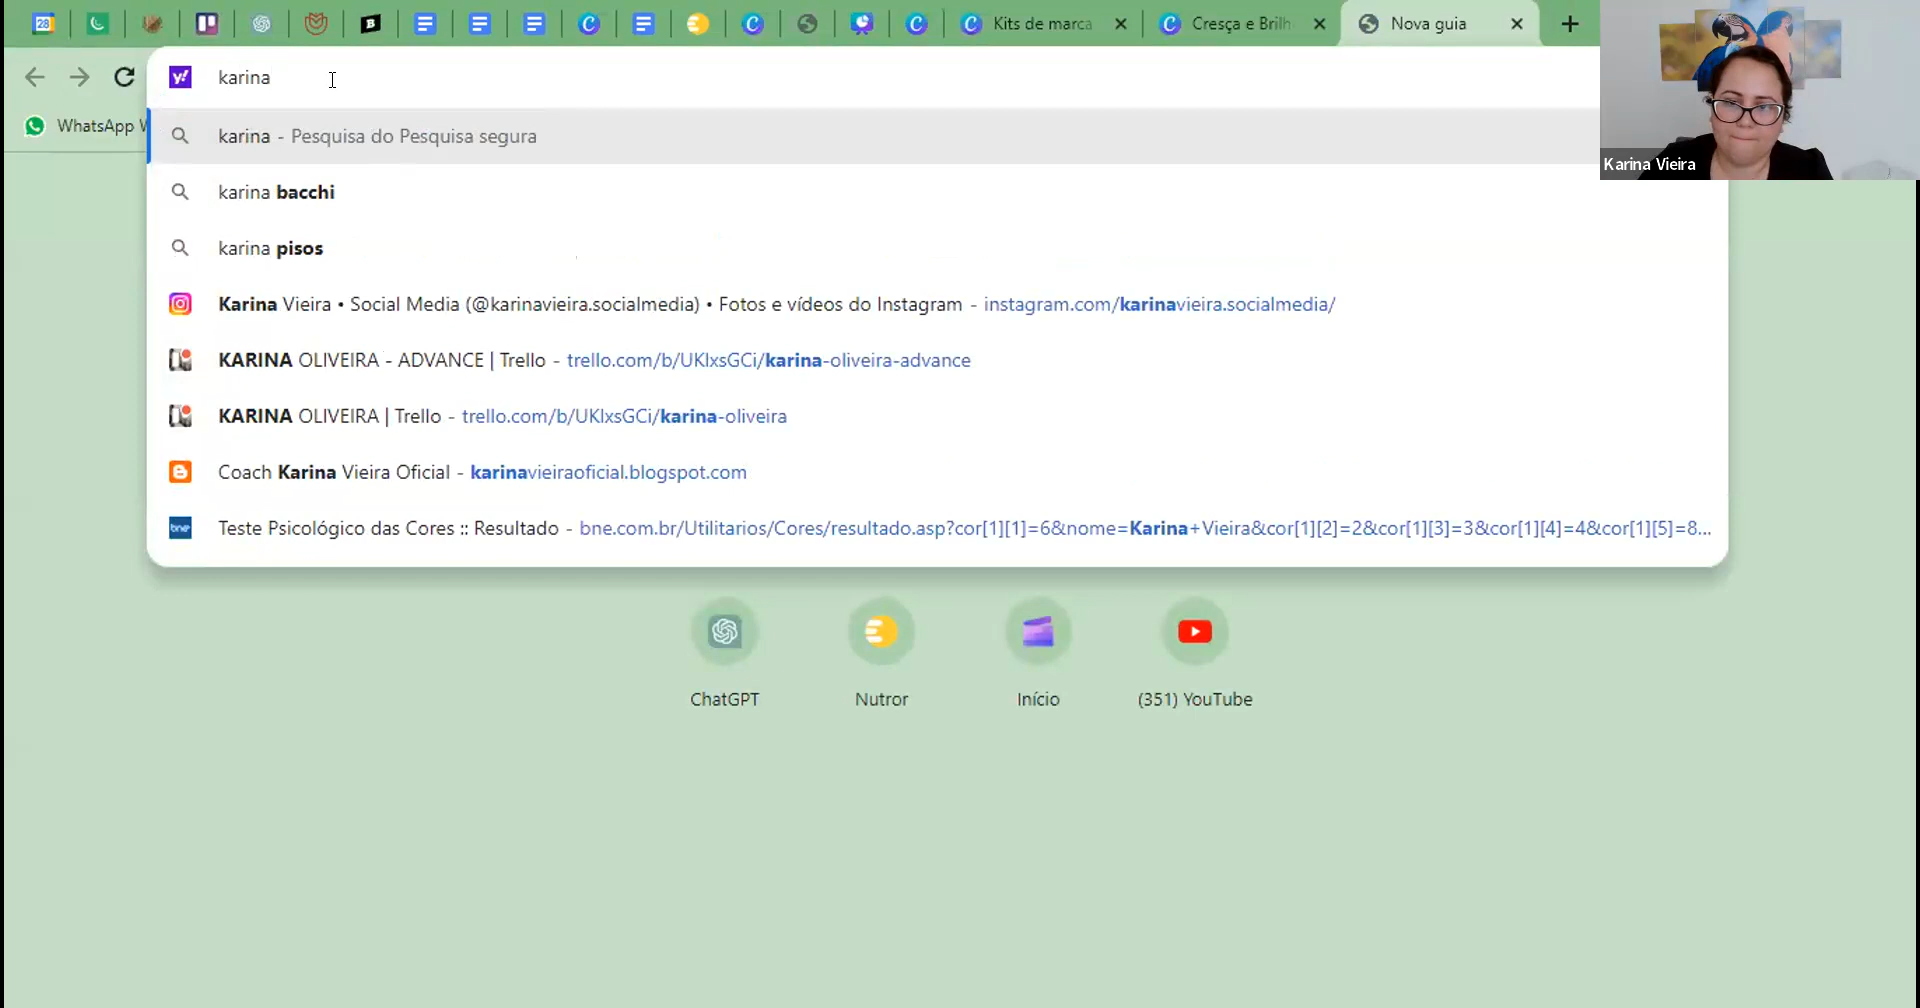 28
Kits de marca
Cresça e Brilh
Nova guia
y!
karina
WhatsApp W
karina - Pesquisa do Pesquisa segura
karina bacchi
karina pisos
Karina Vieira • Social Media (@karinavieira.socialmedia) • Fotos e vídeos do Instagram - instagram.com/karinavieira.socialmedia/
KARINA OLIVEIRA - ADVANCE | Trello - trello.com/b/UKlxsGCi/karina-oliveira-advance
KARINA OLIVEIRA | Trello - trello.com/b/UKlxsGCi/karina-oliveira
Coach Karina Vieira Oficial - karinavieiraoficial.blogspot.com
bne
Teste Psicológico das Cores :: Resultado - bne.com.br/Utilitarios/Cores/resultado.asp?cor[1][1]=6&nome=Karina+Vieira&cor[1][2]=2&cor[1][3]=3&cor[1][4]=4&cor[1][5]=8...
Karina Vieira
ChatGPT
Nutror
Início
(351) YouTube